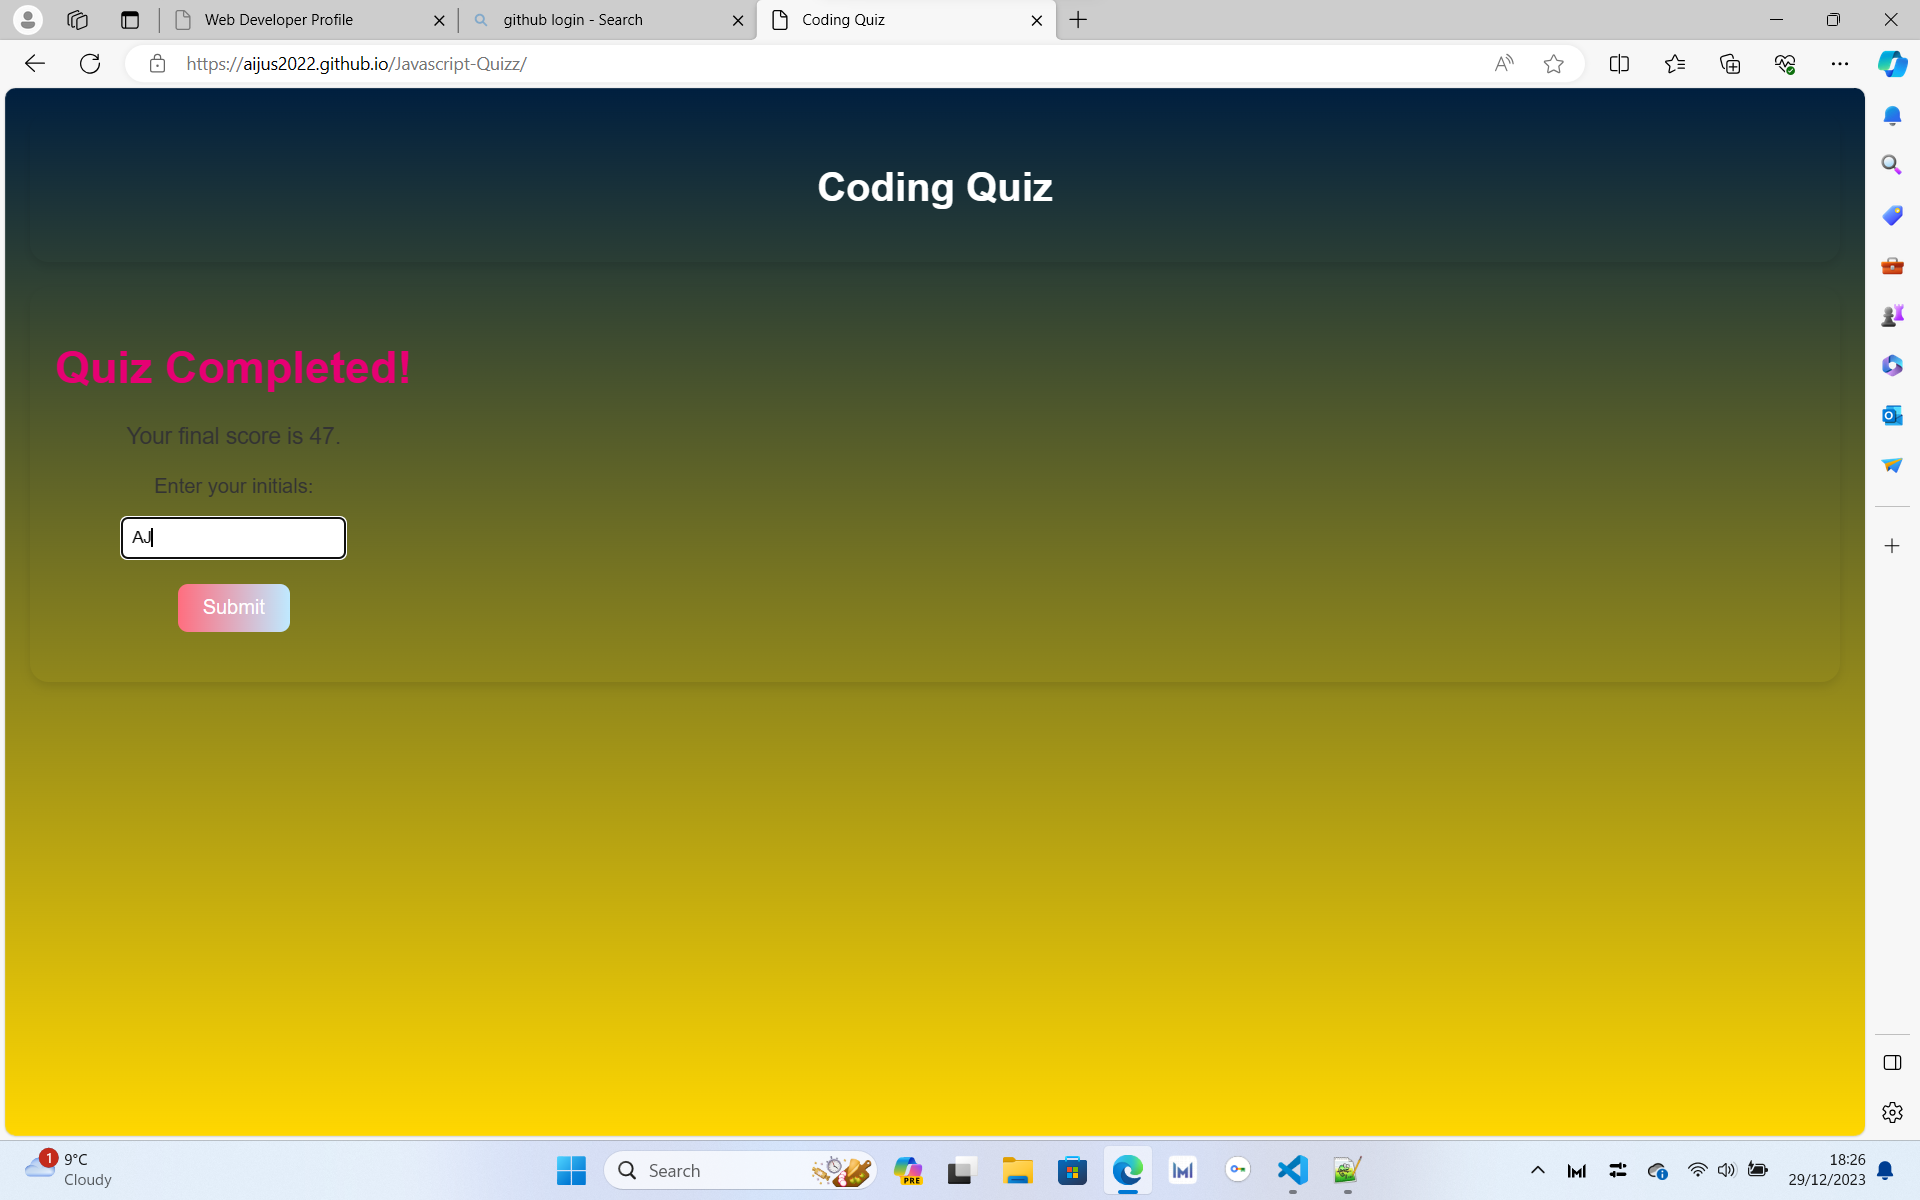 Web Developer Profile
github login - Search
Coding Quiz
https://aijus2022.github.io/Javascript-Quizz/
Coding Quiz
Quiz Completed!
Your final score is 47.
Enter your initials:
AJ
Submit
1
9°C
Cloudy
Search
PRE
18:26
29/12/2023